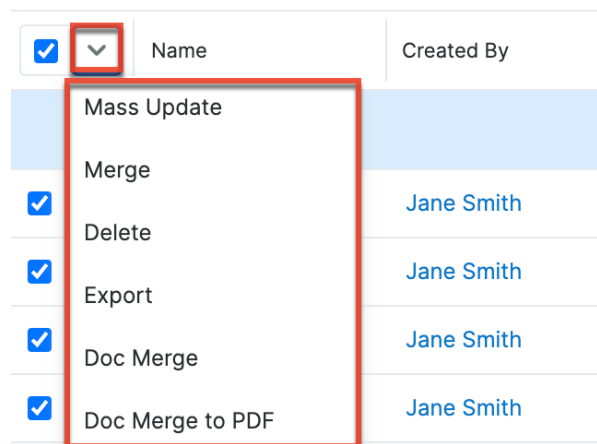 Name Created By
Mass Update
Merge
Jane Smith
Delete
Jane Smith
Export
Jane Smith
Doc Merge
Jane Smith
Doc Merge to PDF